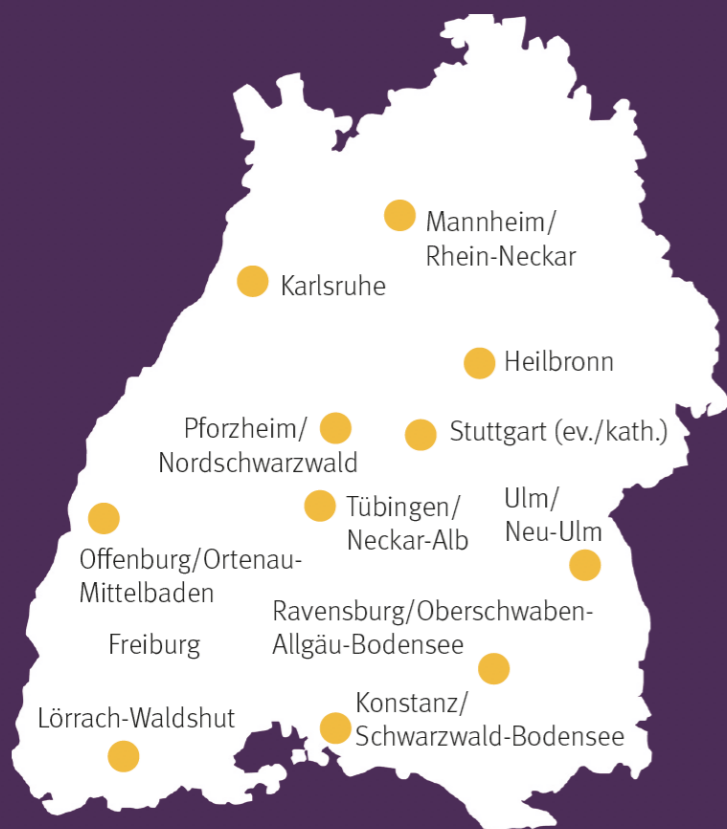 Mannheim/
Rhein-Neckar
Karlsruhe
Heilbronn
Pforzheim/
Nordschwarzwald
Stuttgart (ev./kath.)
Tübingen/
Neckar-Alb
Ulm/
Neu-Ulm
Offenburg/Ortenau-
Mittelbaden
Ravensburg/Oberschwaben-
Allgäu-Bodensee
Freiburg
Konstanz/
Schwarzwald-Bodensee
Lörrach-Waldshut